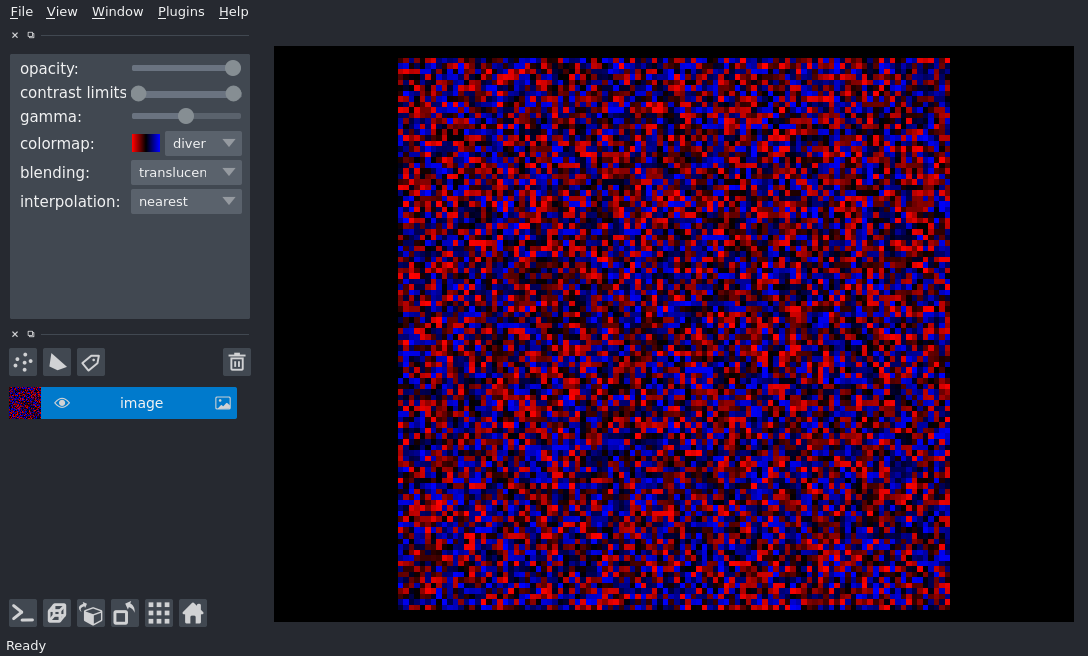 File View Window Plugins Help
opacity:
contrast limits
gamma:
colormap: diver
blending: translucen
interpolation: nearest
image
Ready